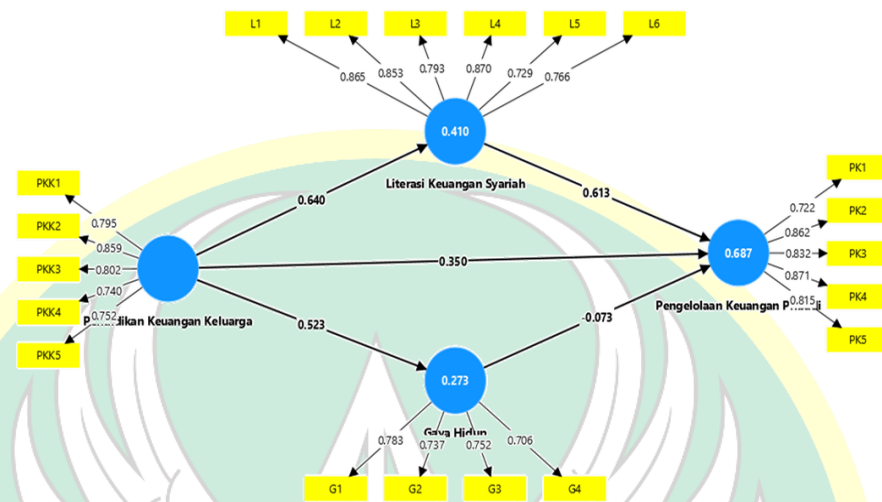 L1 L2 L3 L4 L5 L6
0.865 0.853 0.793 0.870 0.729 0.766
0.410
Literasi Keuangan Syariah
PKK1
PKK2
PKK3
PKK4
PKK5
0.795
0.859
0.802
0.740
0.752
Keuangan Keluarga
0.640
0.613
0.350
0.523
-0.073
0.687
Pengelolaan Keuangan
PK1
PK2
PK3
PK4
PK5
0.722
0.862
0.832
0.871
0.815
0.273
Gaya Hidup
0.783 0.737 0.752 0.706
G1 G2 G3 G4